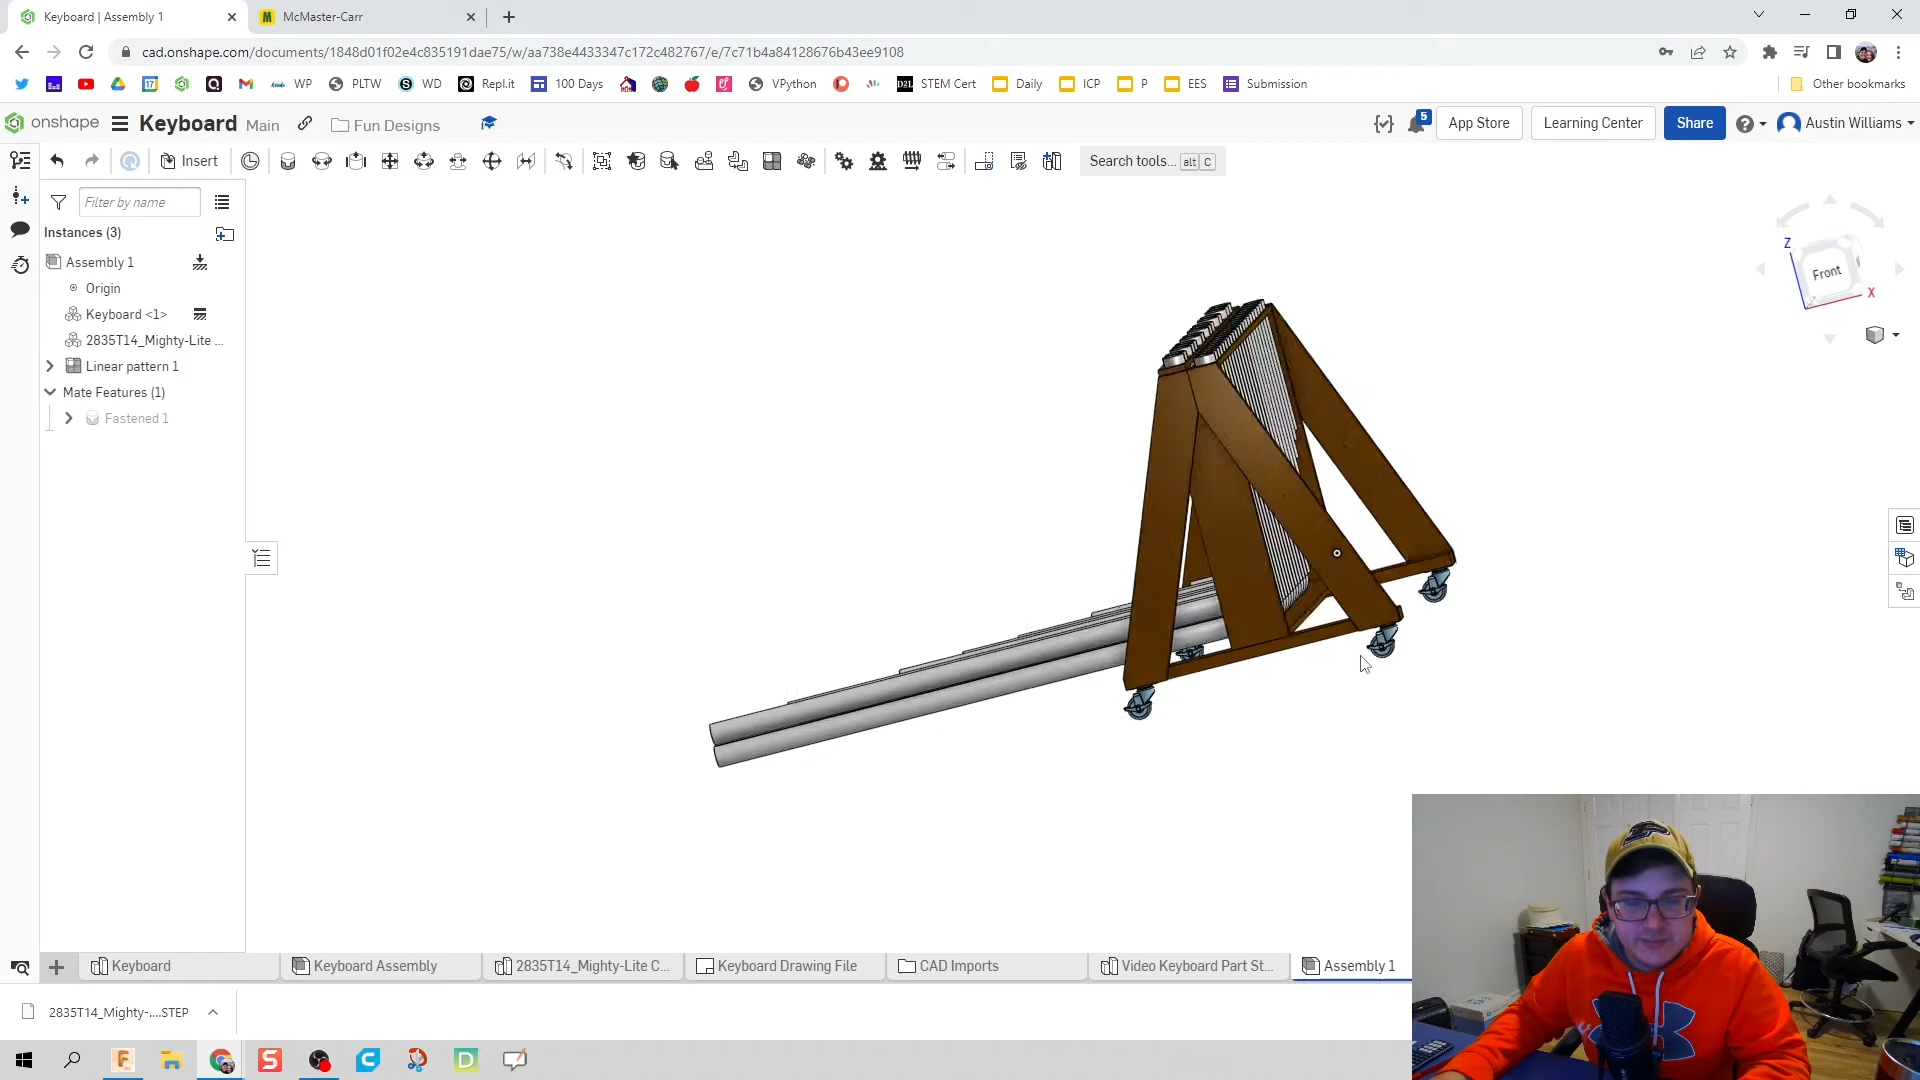 Keyboard | Assembly 1
McMaster-Carr
cad.onshape.com/documents/1848d01f02e4c835191dae75/w/aa738e4433347c172c482767/e/7c71b4a84128676b43ee9108
WP PLTW WD Repl.it 100 Days VPython STEM Cert Daily ICP P EES Submission Other bookmarks
onshape Keyboard Main Fun Designs 5 App Store Learning Center Share Austin Williams
Insert Search tools... alt C
Filter by name
Instances (3)
Assembly 1
Origin
Keyboard <1>
2835T14_Mighty-Lite ...
Linear pattern 1
Mate Features (1)
Fastened 1
Z
Front
X
Keyboard Keyboard Assembly 2835T14_Mighty-Lite C... Keyboard Drawing File CAD Imports Video Keyboard Part St... Assembly 1
2835T14_Mighty-....STEP